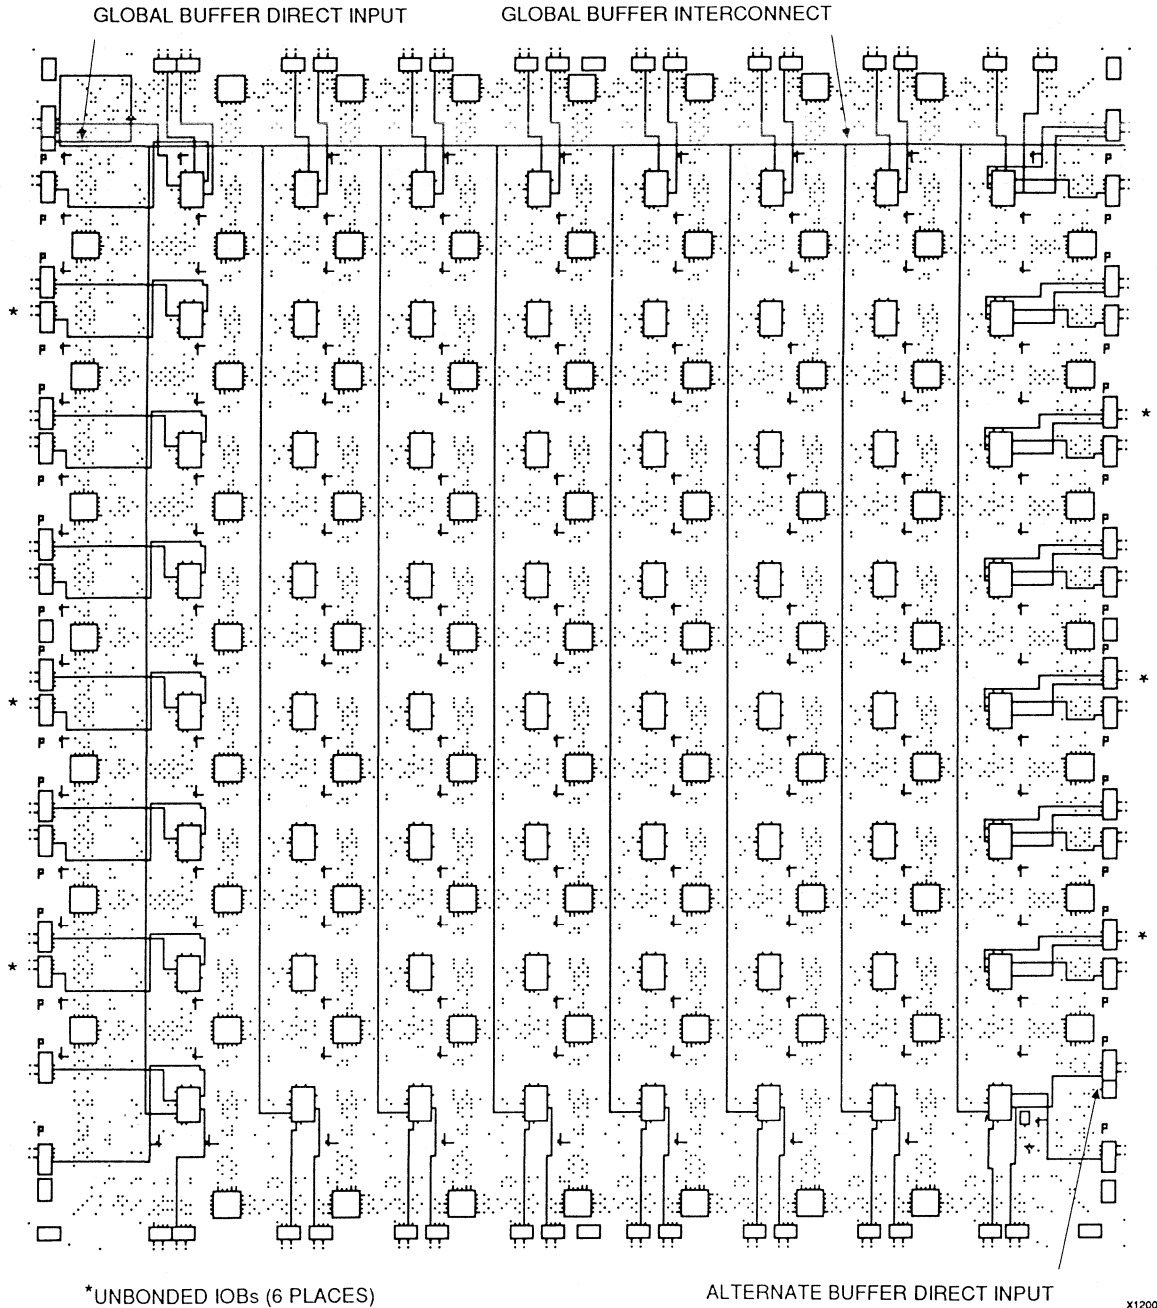 GLOBAL BUFFER DIRECT INPUT
GLOBAL BUFFER INTERCONNECT
*UNBONDED IOBs (6 PLACES)
ALTERNATE BUFFER DIRECT INPUT
X1200